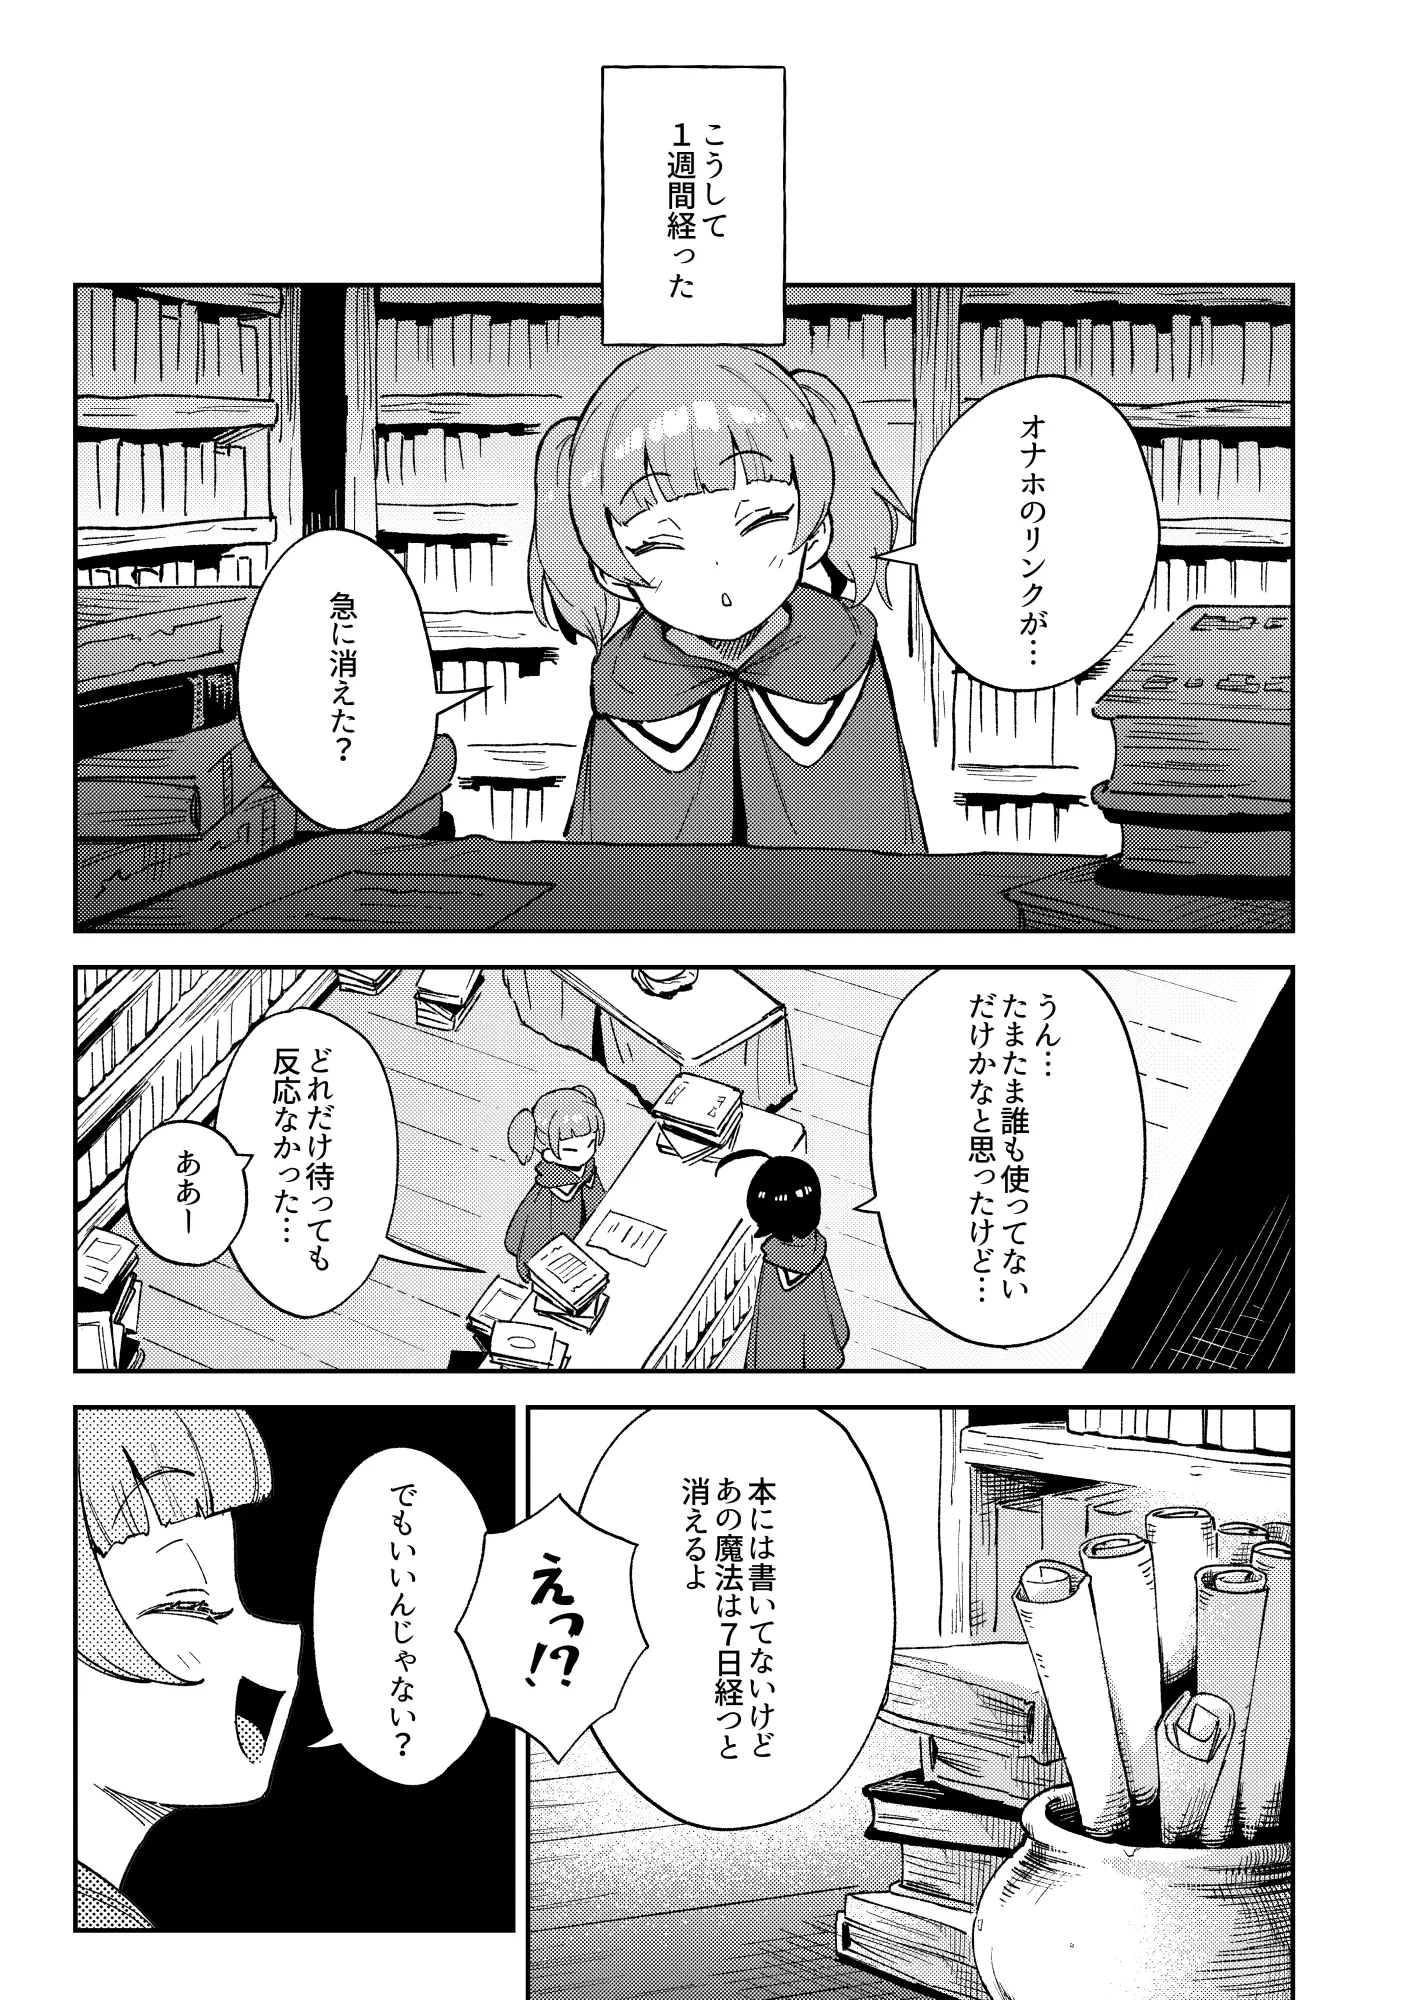 こうして
１週間経った
オナホのリンクが…
急に消えた？
うん…
たまたま誰も使ってない
だけかなと思ったけど…
どれだけ待っても
反応なかった…
ああー
本には書いてないけど
あの魔法は７日経つと
消えるよ
えっ!?
でもいいんじゃない？